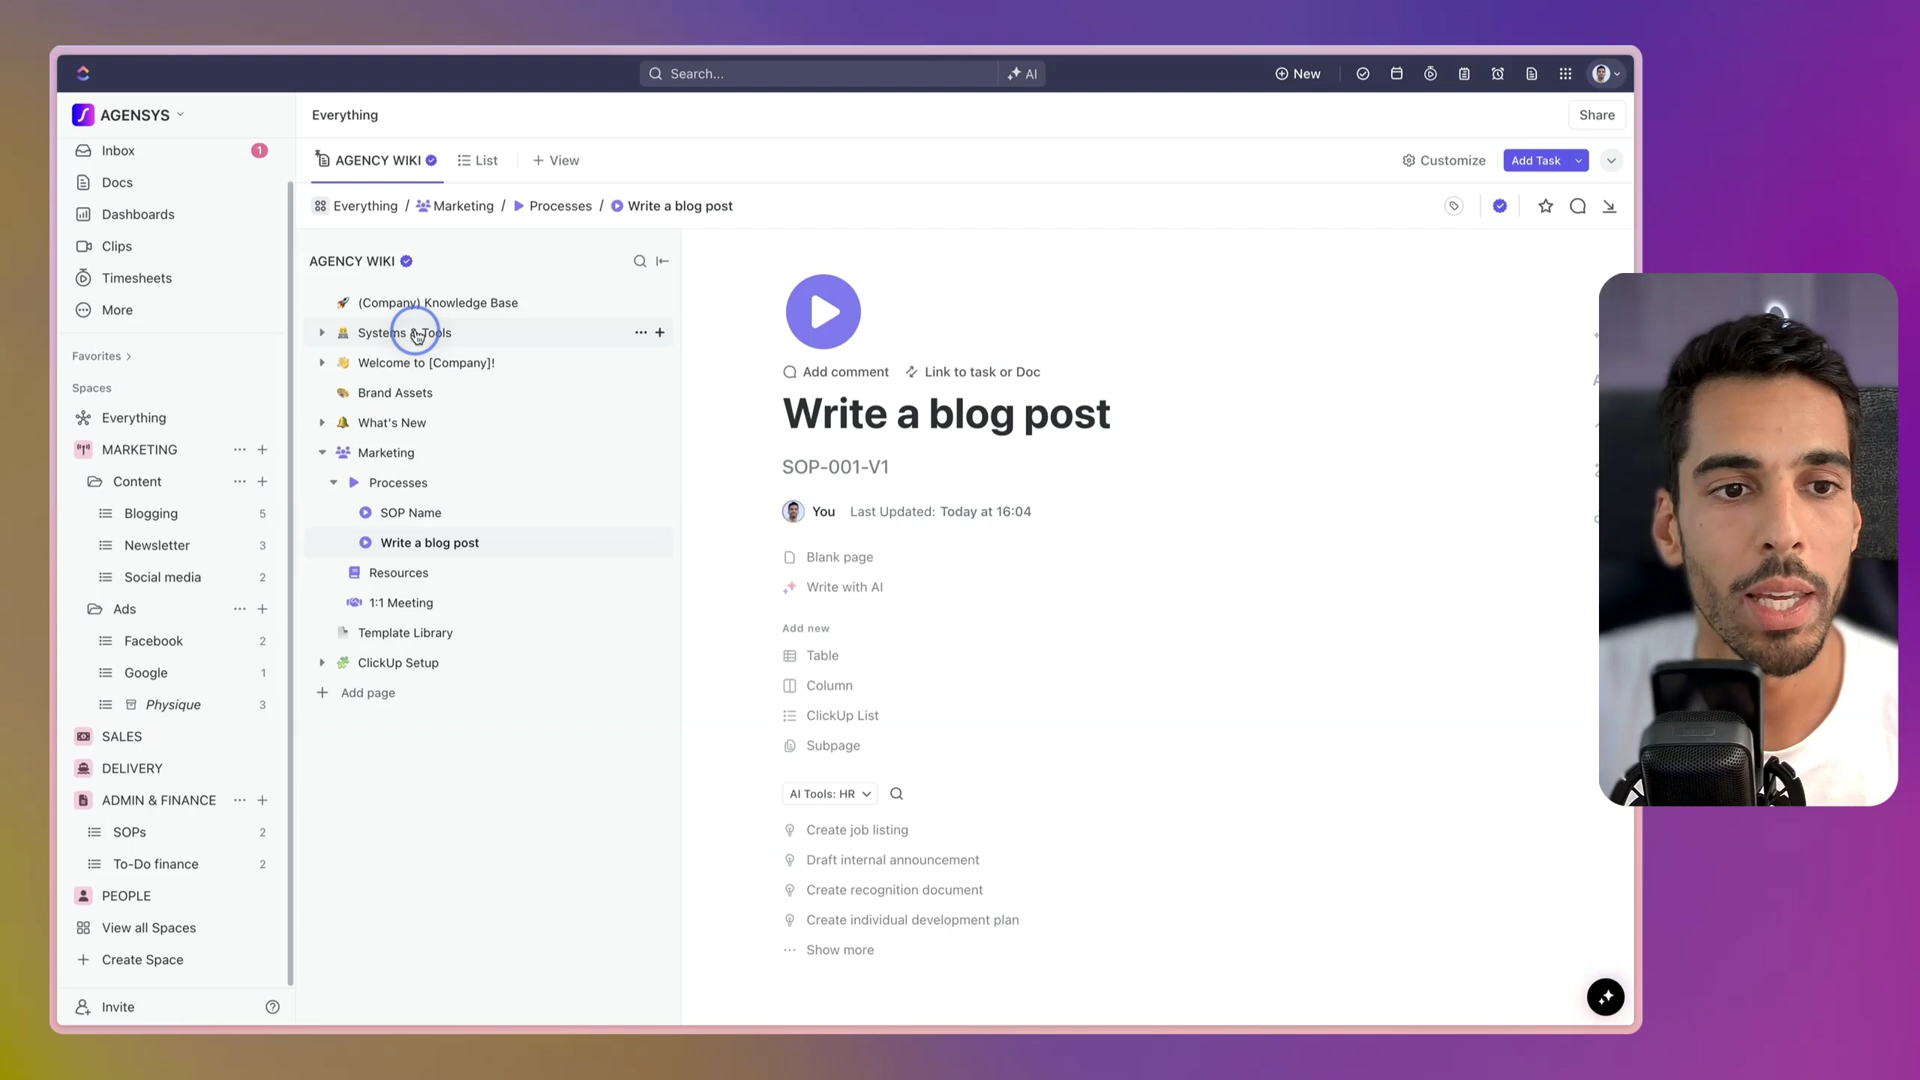 Search...
AI
New
AGENSYS
Inbox
1
Docs
Dashboards
Clips
Timesheets
More
Favorites
Spaces
Everything
MARKETING
Content
Blogging 5
Newsletter 3
Social media 2
Ads
Facebook 2
Google 1
Physique 3
SALES
DELIVERY
ADMIN & FINANCE
SOPs 2
To-Do finance 2
PEOPLE
View all Spaces
Create Space
Invite
Everything
Share
AGENCY WIKI
List
+ View
Customize
Add Task
Everything / Marketing / Processes / Write a blog post
AGENCY WIKI
(Company) Knowledge Base
Systems & Tools
Welcome to [Company]!
Brand Assets
What's New
Marketing
Processes
SOP Name
Write a blog post
Resources
1:1 Meeting
Template Library
ClickUp Setup
+ Add page
Add comment
Link to task or Doc
Write a blog post
SOP-001-V1
You
Last Updated: Today at 16:04
Blank page
Write with AI
Add new
Table
Column
ClickUp List
Subpage
AI Tools: HR
Create job listing
Draft internal announcement
Create recognition document
Create individual development plan
Show more